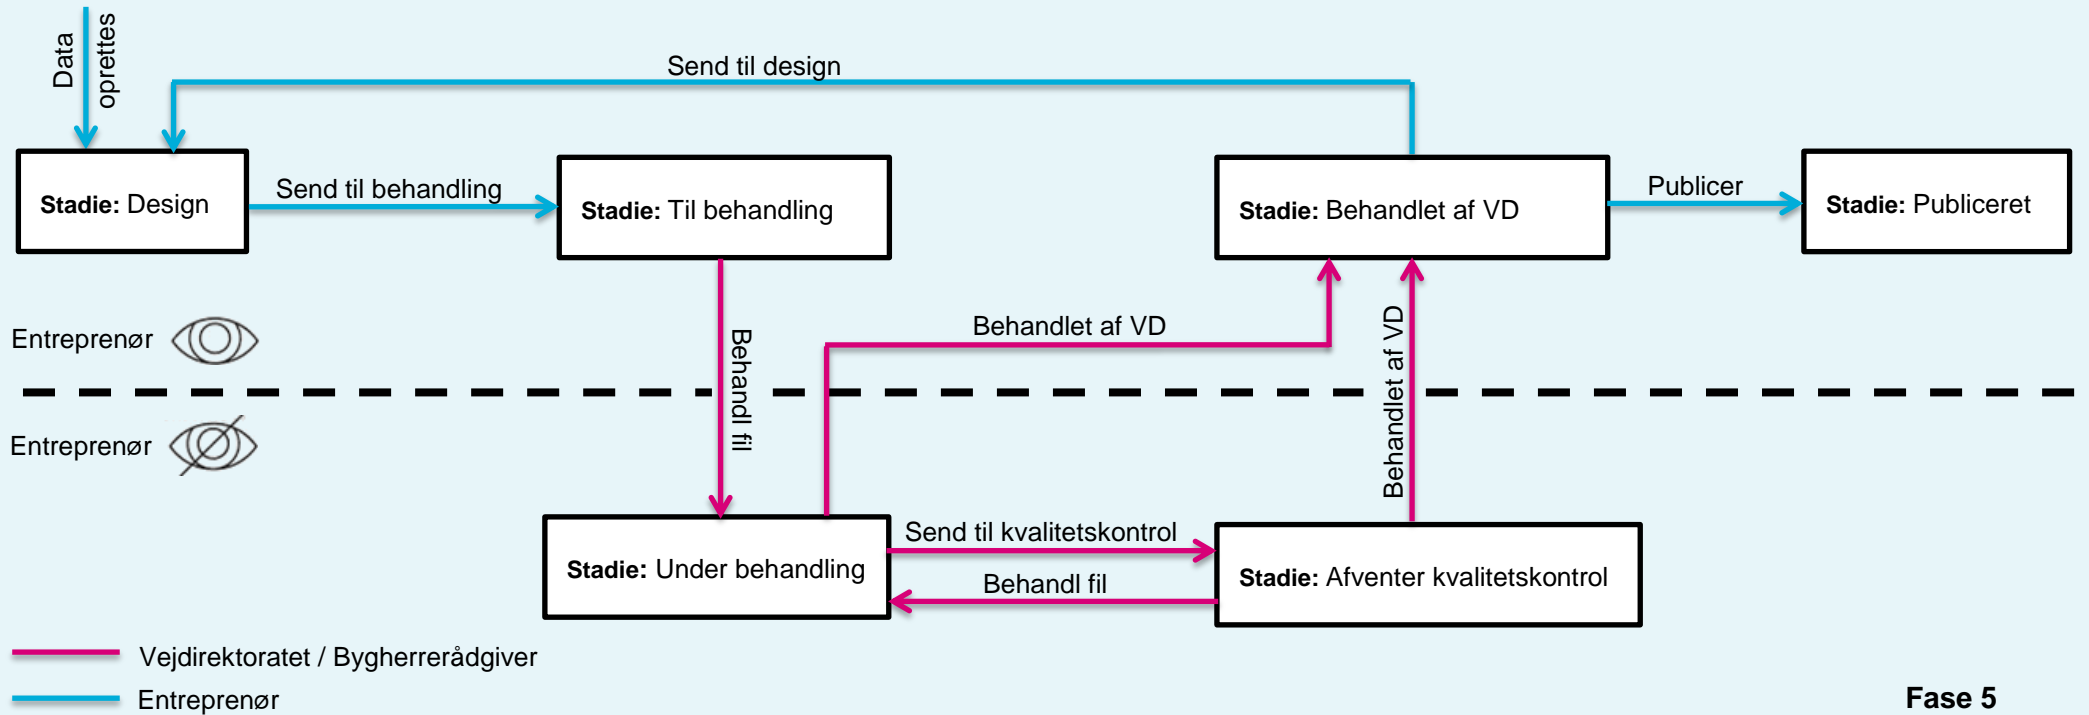 Data
oprettes
Send til design
Stadie: Design
Send til behandling
Stadie: Til behandling
Stadie: Behandlet af VD
Publicer
Stadie: Publiceret
Entreprenør
Behandl fil
Behandlet af VD
Behandlet af VD
Entreprenør
Stadie: Under behandling
Send til kvalitetskontrol
Behandl fil
Stadie: Afventer kvalitetskontrol
Vejdirektoratet / Bygherrerådgiver
Entreprenør
Fase 5